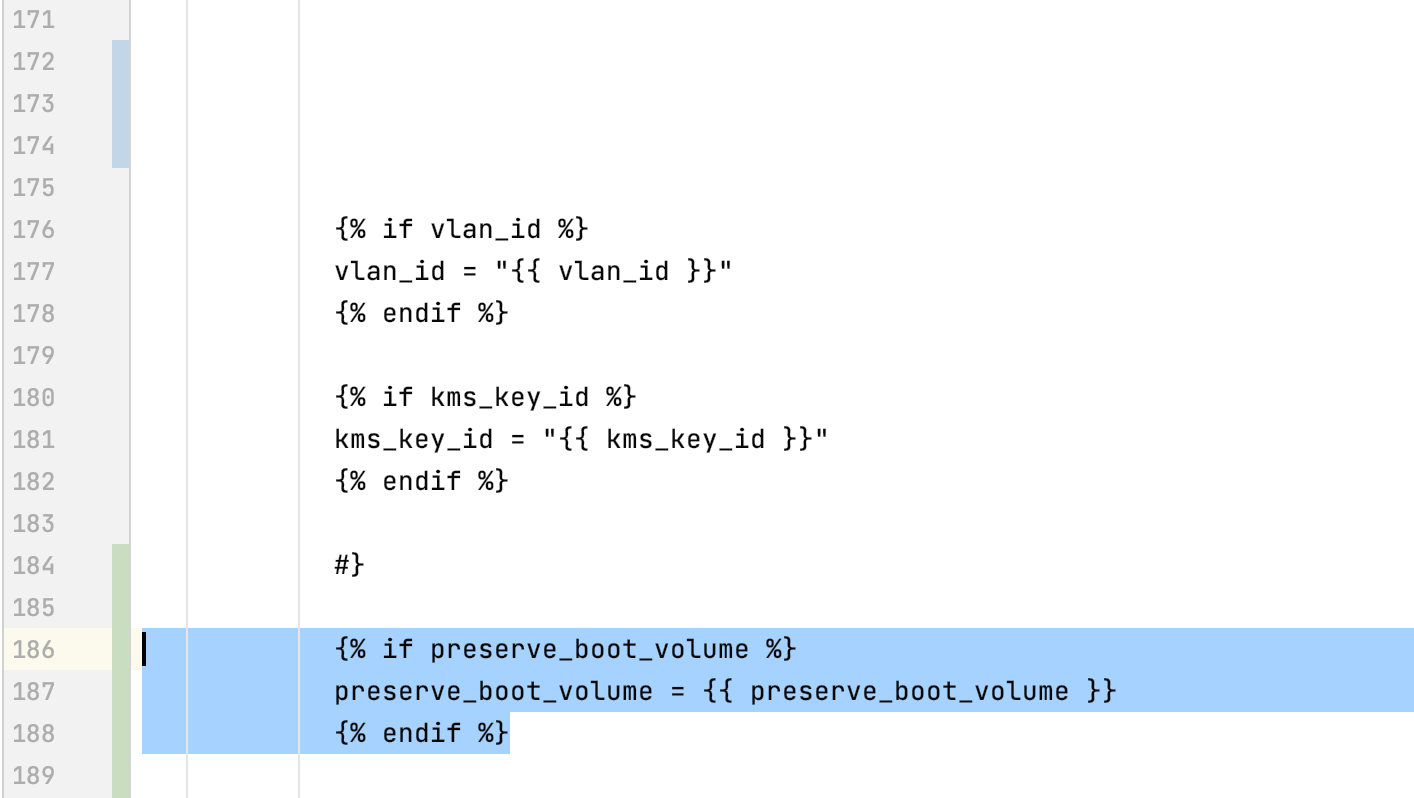 171
172
173
174
175
176 {% if vlan_id %}
177 vlan_id = "{{ vlan_id }}"
178 {% endif %}
179
180 {% if kms_key_id %}
181 kms_key_id = "{{ kms_key_id }}"
182 {% endif %}
183
184 #}
185
186 {% if preserve_boot_volume %}
187 preserve_boot_volume = {{ preserve_boot_volume }}
188 {% endif %}
189